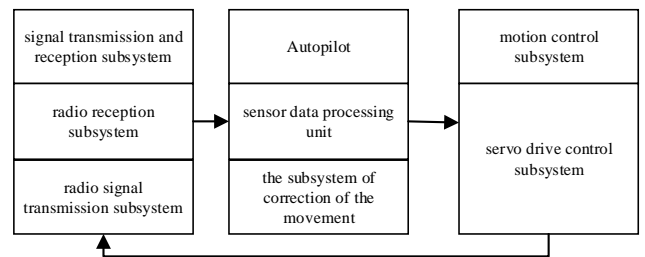 signal transmission and
reception subsystem
radio reception
subsystem
radio signal
transmission subsystem
Autopilot
sensor data processing
unit
the subsystem of
correction of the
movement
motion control
subsystem
servo drive control
subsystem